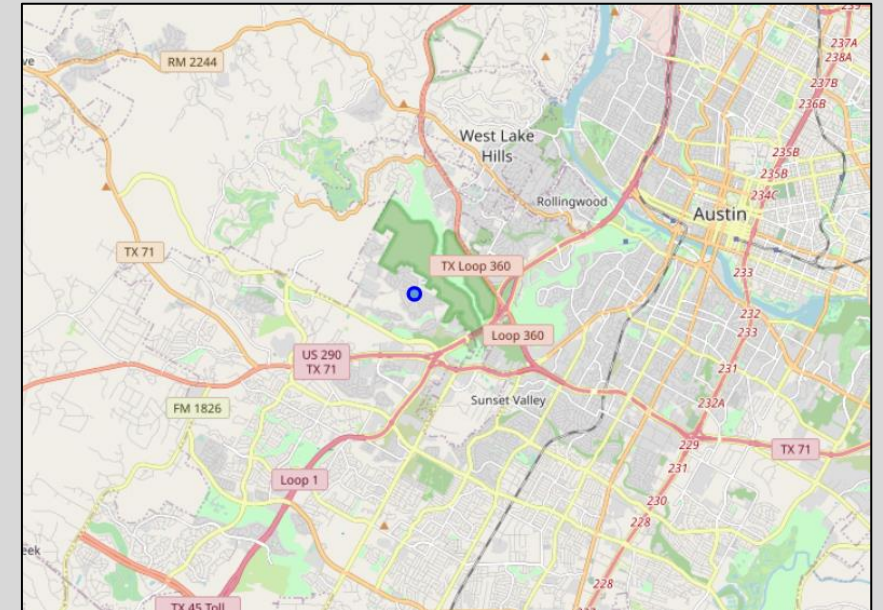 239
237A
238A
RM 2244
237B
236B
West Lake
Hills
235B
235B
234C
Rollingwood
Austin
TX 71
TX Loop 360
233
232
233
Loop 360
US 290
TX 71
231
Sunset Valley
232A
FM 1826
229
TX 71
231
Loop 1
230
228
eek
228
TX 45 Toll